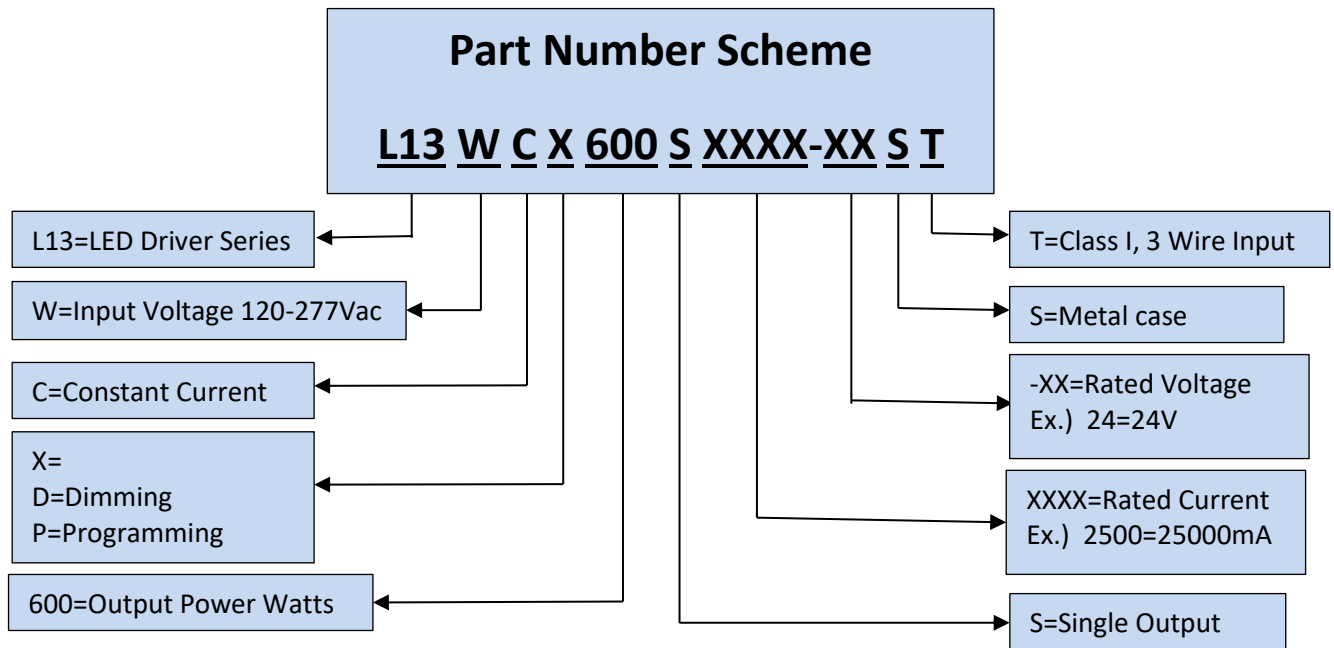 Part Number Scheme
L13 W C X 600 S XXXX-XX S T
L13=LED Driver Series
W=Input Voltage 120-277Vac
C=Constant Current
X=
D=Dimming
P=Programming
600=Output Power Watts
T=Class I, 3 Wire Input
S=Metal case
-XX=Rated Voltage
Ex.) 24=24V
XXXX=Rated Current
Ex.) 2500=25000mA
S=Single Output